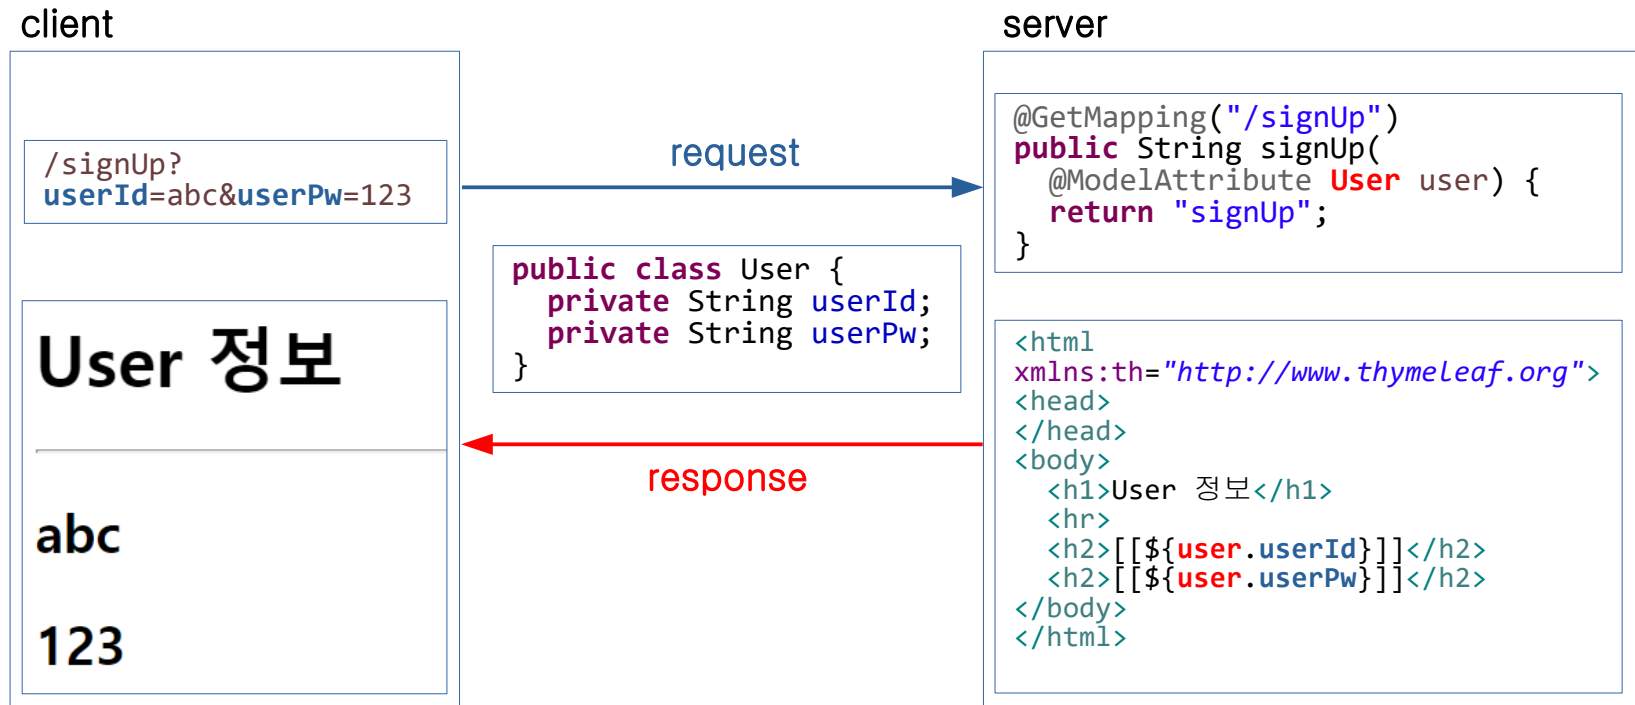 client
/signUp?
userId=abc&userPw=123
User 정보
abc
123
request
public class User {
  private String userId;
  private String userPw;
}
response
server
@GetMapping("/signUp")
public String signUp(
  @ModelAttribute User user) {
  return "signUp";
}
<html
xmlns:th="http://www.thymeleaf.org">
<head>
</head>
<body>
  <h1>User 정보</h1>
  <hr>
  <h2>[[${user.userId}]]</h2>
  <h2>[[${user.userPw}]]</h2>
</body>
</html>